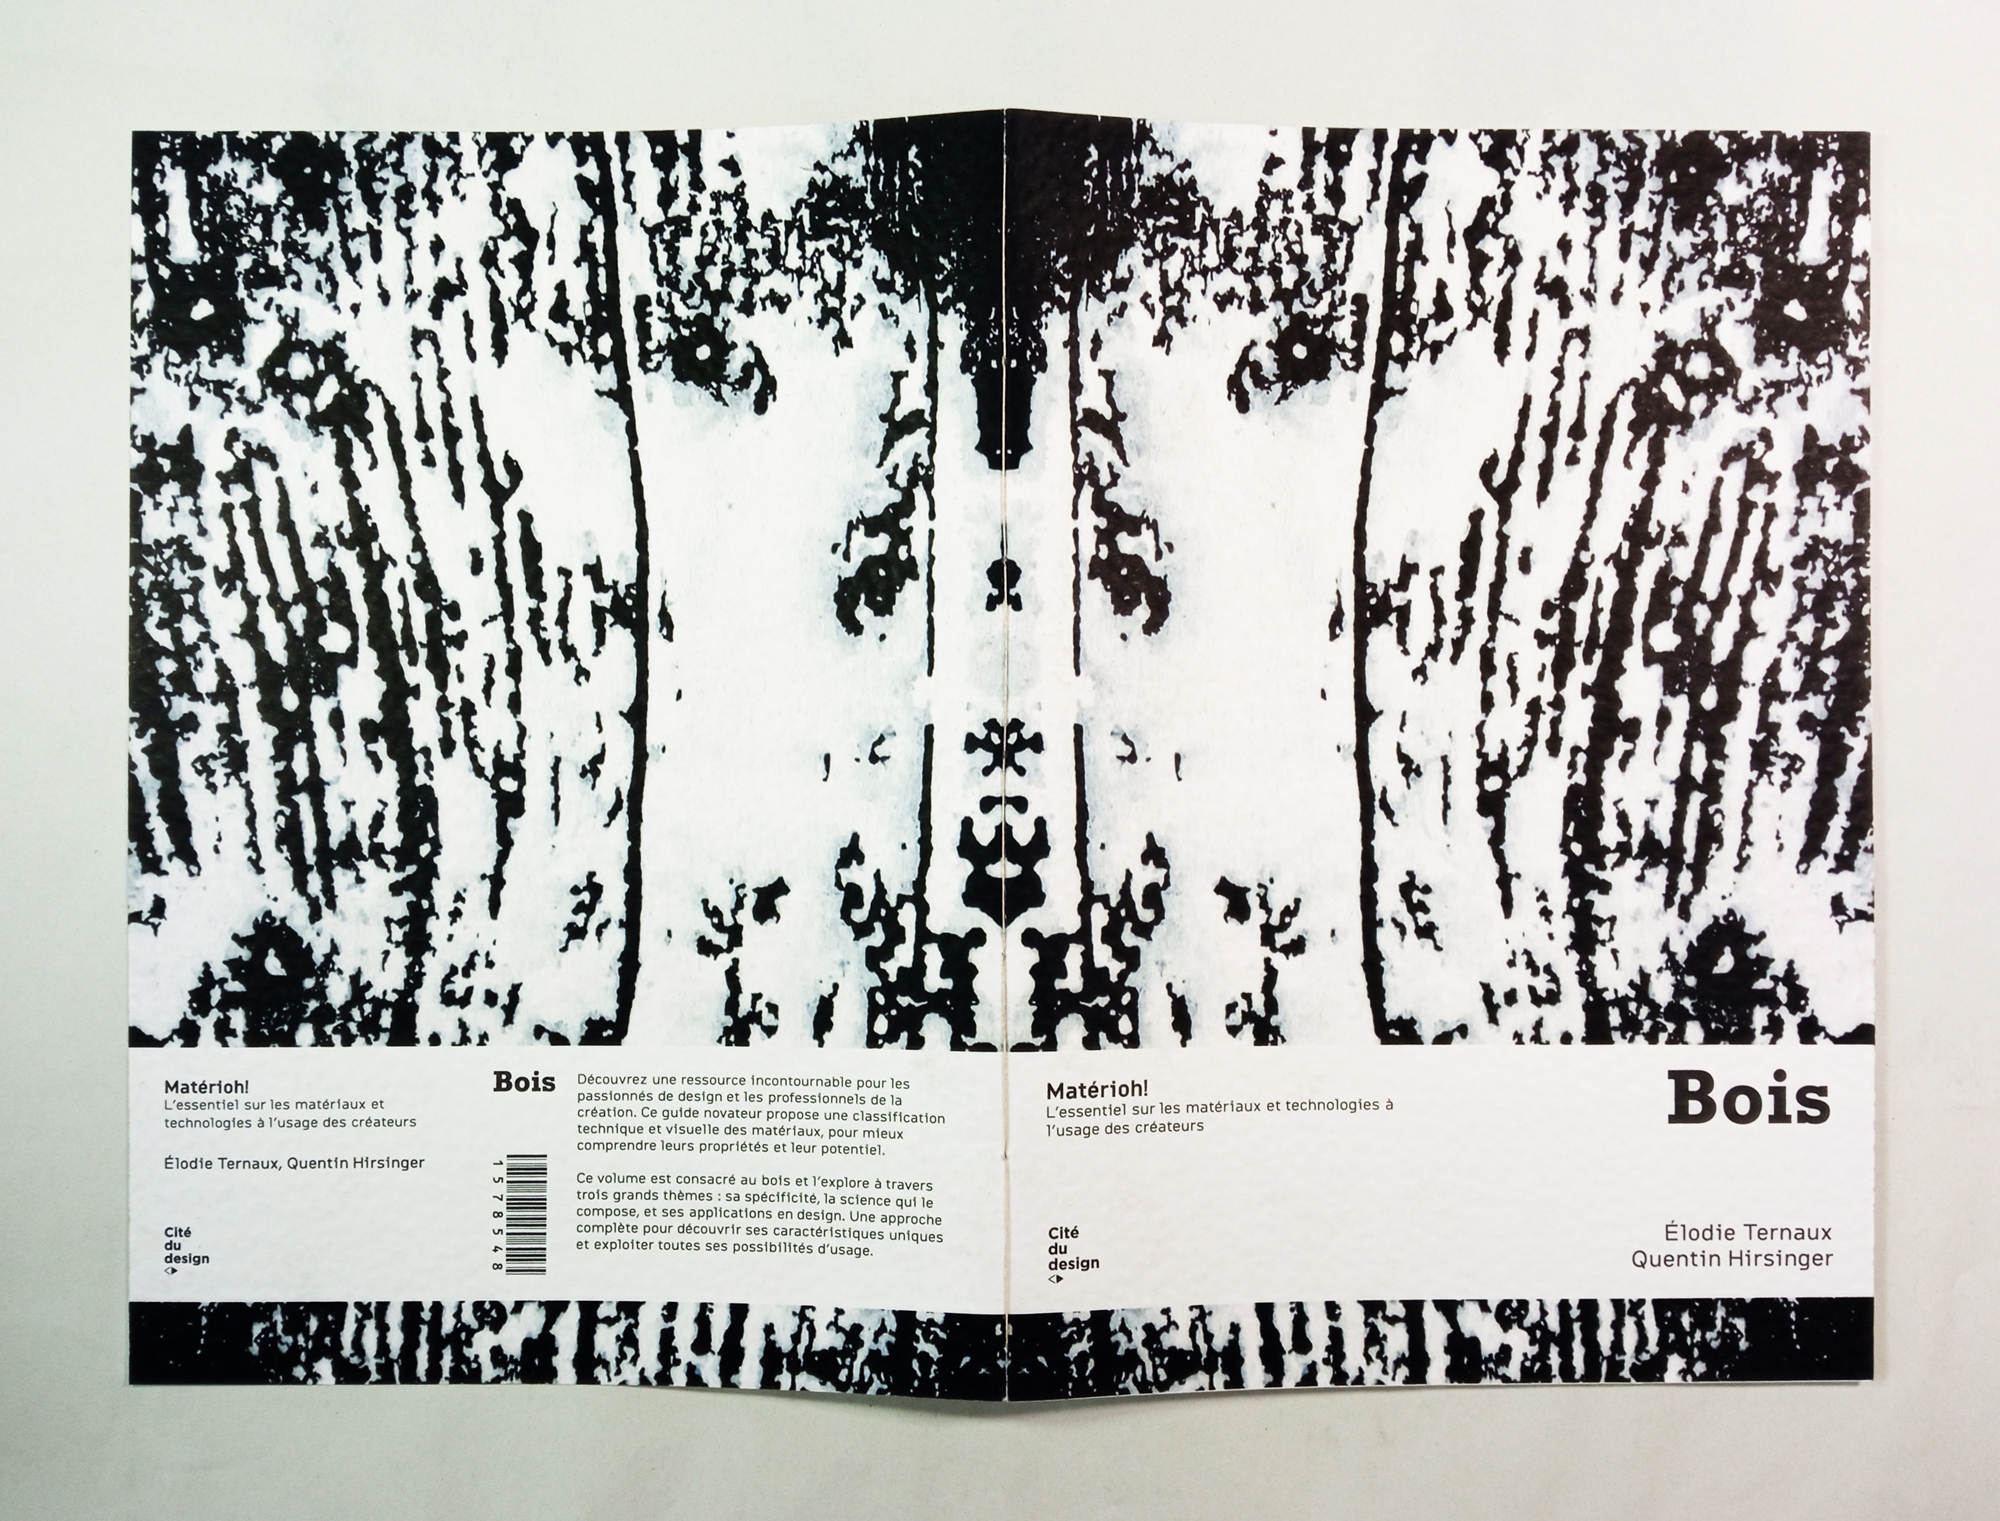 Matérioh!
L'essentiel sur les matériaux et
technologies à l'usage des créateurs
Élodie Ternaux, Quentin Hirsinger
Cité
du
design
Bois
15785488
Découvrez une ressource incontournable pour les
passionnés de design et les professionnels de la
création. Ce guide novateur propose une classification
technique et visuelle des matériaux, pour mieux
comprendre leurs propriétés et leur potentiel.
Ce volume est consacré au bois et l'explore à travers
trois grands thèmes : sa spécificité, la science qui le
compose, et ses applications en design. Une approche
complète pour découvrir ses caractéristiques uniques
et exploiter toutes ses possibilités d'usage.
Matérioh!
L'essentiel sur les matériaux et technologies à
l'usage des créateurs
Bois
Cité
du
design
Élodie Ternaux
Quentin Hirsinger